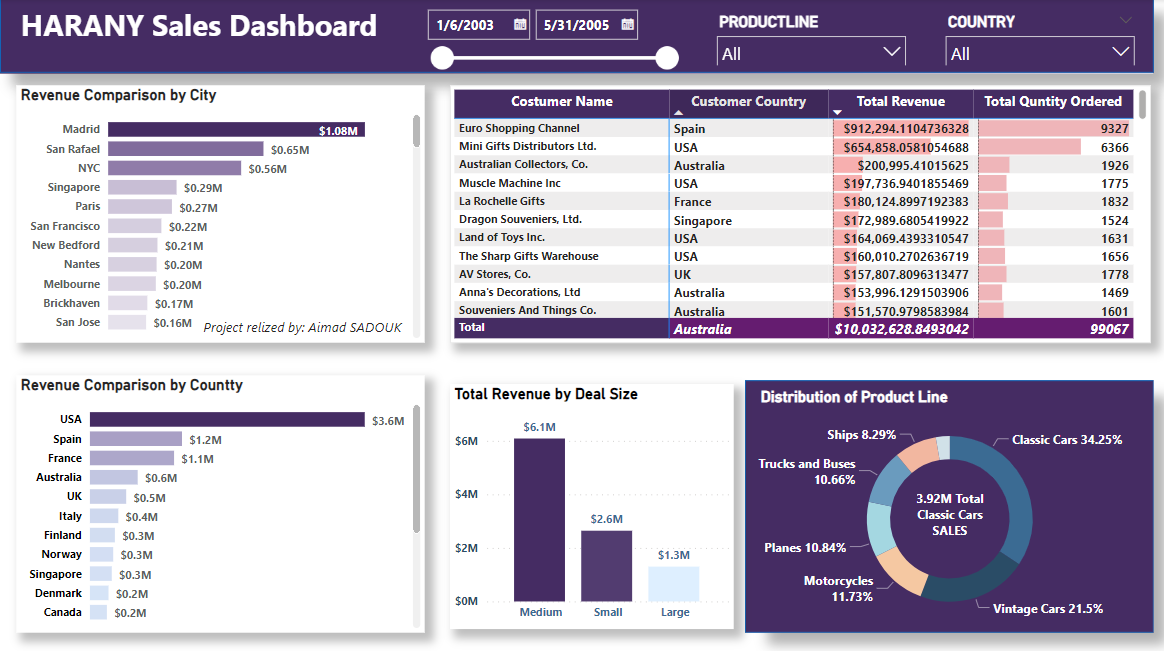 HARANY Sales Dashboard
1/6/2003
5/31/2005
PRODUCTLINE
All
COUNTRY
All
Revenue Comparison by City
Madrid $1.08M
San Rafael $0.65M
NYC $0.56M
Singapore $0.29M
Paris $0.27M
San Francisco $0.22M
New Bedford $0.21M
Nantes $0.20M
Melbourne $0.20M
Brickhaven $0.17M
San Jose $0.16M
Project relized by: Aimad SADOUK
Costumer Name Customer Country Total Revenue Total Quntity Ordered
Euro Shopping Channel Spain $912,294.1104736328 9327
Mini Gifts Distributors Ltd. USA $654,858.0581054688 6366
Australian Collectors, Co. Australia $200,995.41015625 1926
Muscle Machine Inc USA $197,736.9401855469 1775
La Rochelle Gifts France $180,124.8997192383 1832
Dragon Souveniers, Ltd. Singapore $172,989.6805419922 1524
Land of Toys Inc. USA $164,069.4393310547 1631
The Sharp Gifts Warehouse USA $160,010.2702636719 1656
AV Stores, Co. UK $157,807.8096313477 1778
Anna's Decorations, Ltd Australia $153,996.1291503906 1469
Souveniers And Things Co. Australia $151,570.9798583984 1601
Total Australia $10,032,628.8493042 99067
Revenue Comparison by Countty
USA $3.6M
Spain $1.2M
France $1.1M
Australia $0.6M
UK $0.5M
Italy $0.4M
Finland $0.3M
Norway $0.3M
Singapore $0.3M
Denmark $0.2M
Canada $0.2M
Total Revenue by Deal Size
$6M
$4M
$2M
$0M
$6.1M
$2.6M
$1.3M
Medium Small Large
Distribution of Product Line
Ships 8.29%
Classic Cars 34.25%
Trucks and Buses
10.66%
3.92M Total
Classic Cars
SALES
Planes 10.84%
Motorcycles
11.73%
Vintage Cars 21.5%